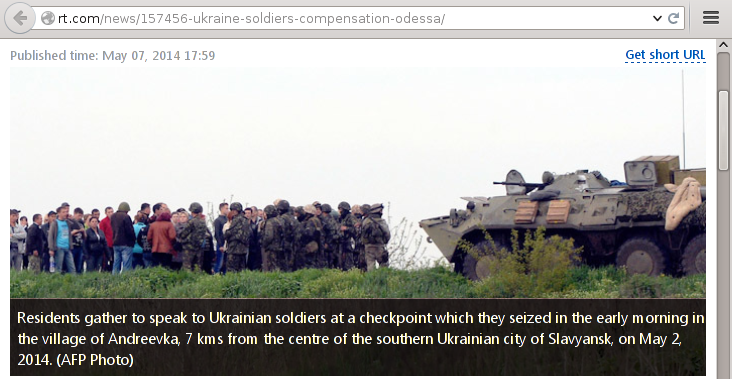 rt.com/news/157456-ukraine-soldiers-compensation-odessa/
Published time: May 07, 2014 17:59
Get short URL
Residents gather to speak to Ukrainian soldiers at a checkpoint which they seized in the early morning in
the village of Andreevka, 7 kms from the centre of the southern Ukrainian city of Slavyansk, on May 2,
2014. (AFP Photo)